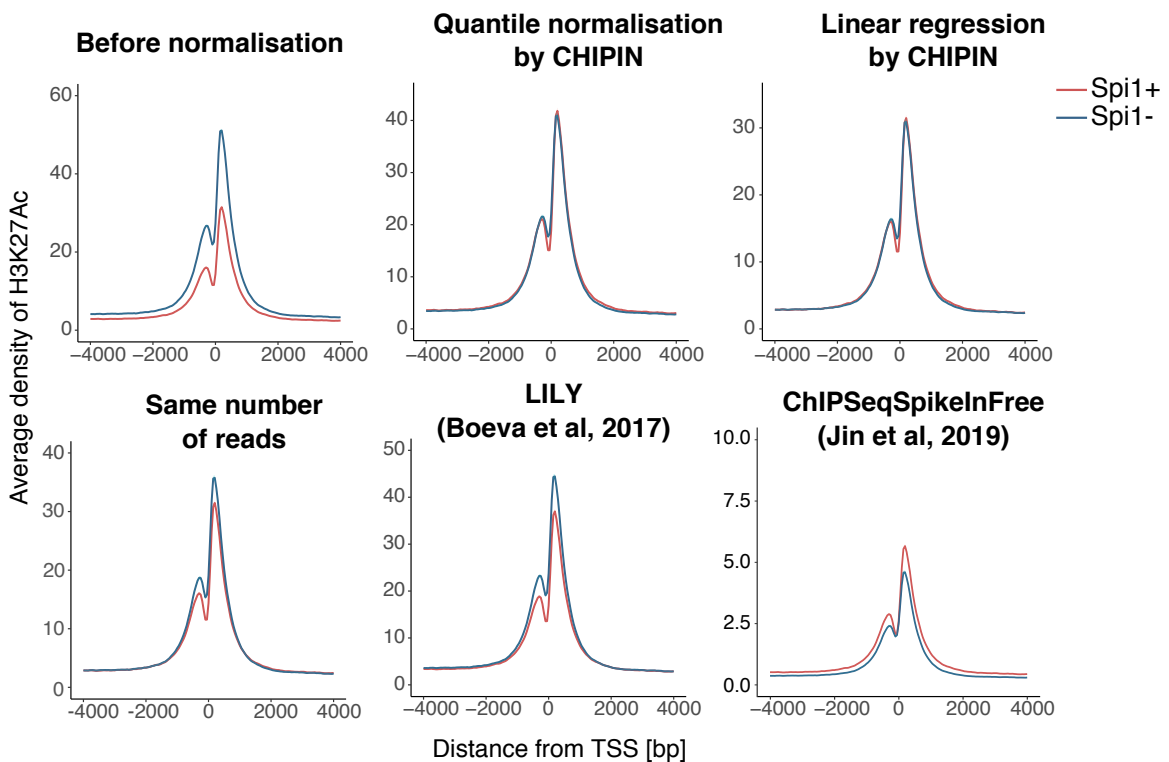 Before normalisation
Quantile normalisation
by CHIPIN
Linear regression
by CHIPIN
Spi1+
Spi1-
Average density of H3K27Ac
60
40
20
0
−4000 −2000 0 2000 4000
40
30
20
10
0
−4000 −2000 0 2000 4000
30
20
10
0
−4000 −2000 0 2000 4000
Same number
of reads
LILY
(Boeva et al, 2017)
ChIPSeqSpikeInFree
(Jin et al, 2019)
40
30
20
10
0
-4000 -2000 0 2000 4000
50
40
30
20
10
0
−4000 −2000 0 2000 4000
10.0
7.5
5.0
2.5
0.0
−4000 −2000 0 2000 4000
Distance from TSS [bp]